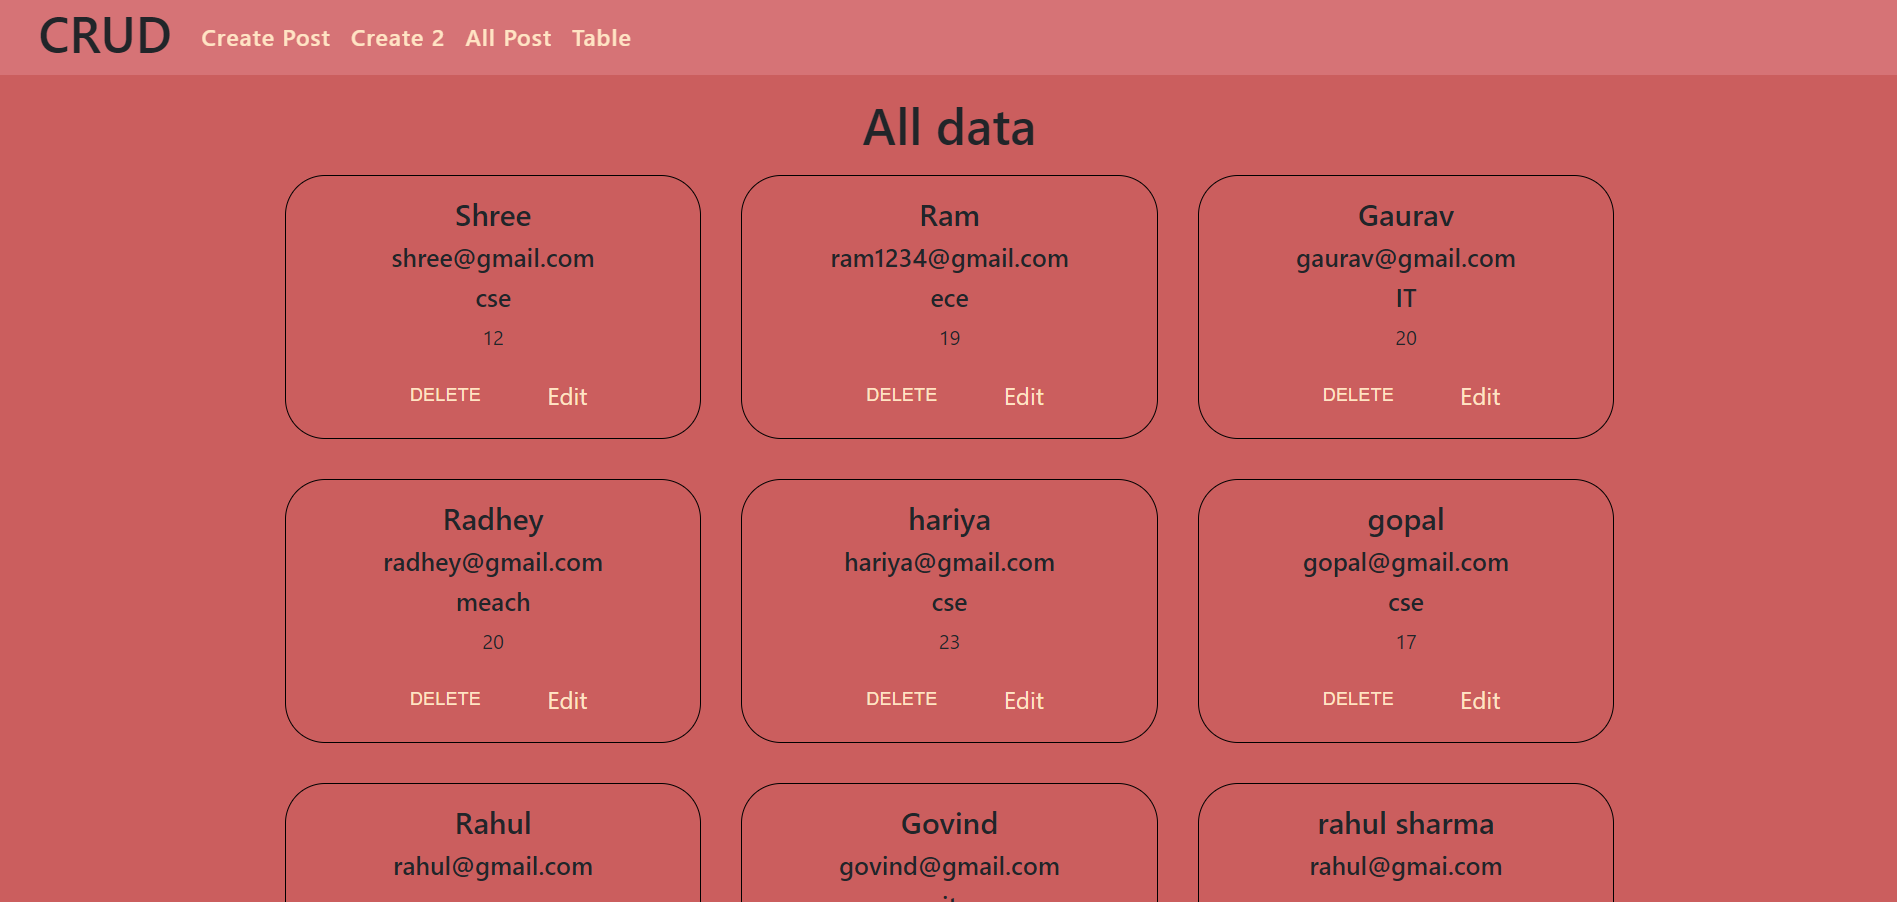 CRUD Create Post Create 2 All Post Table
All data
Shree
shree@gmail.com
cse
12
DELETE Edit
Ram
ram1234@gmail.com
ece
19
DELETE Edit
Gaurav
gaurav@gmail.com
IT
20
DELETE Edit
Radhey
radhey@gmail.com
meach
20
DELETE Edit
hariya
hariya@gmail.com
cse
23
DELETE Edit
gopal
gopal@gmail.com
cse
17
DELETE Edit
Rahul
rahul@gmail.com
Govind
govind@gmail.com
rahul sharma
rahul@gmai.com